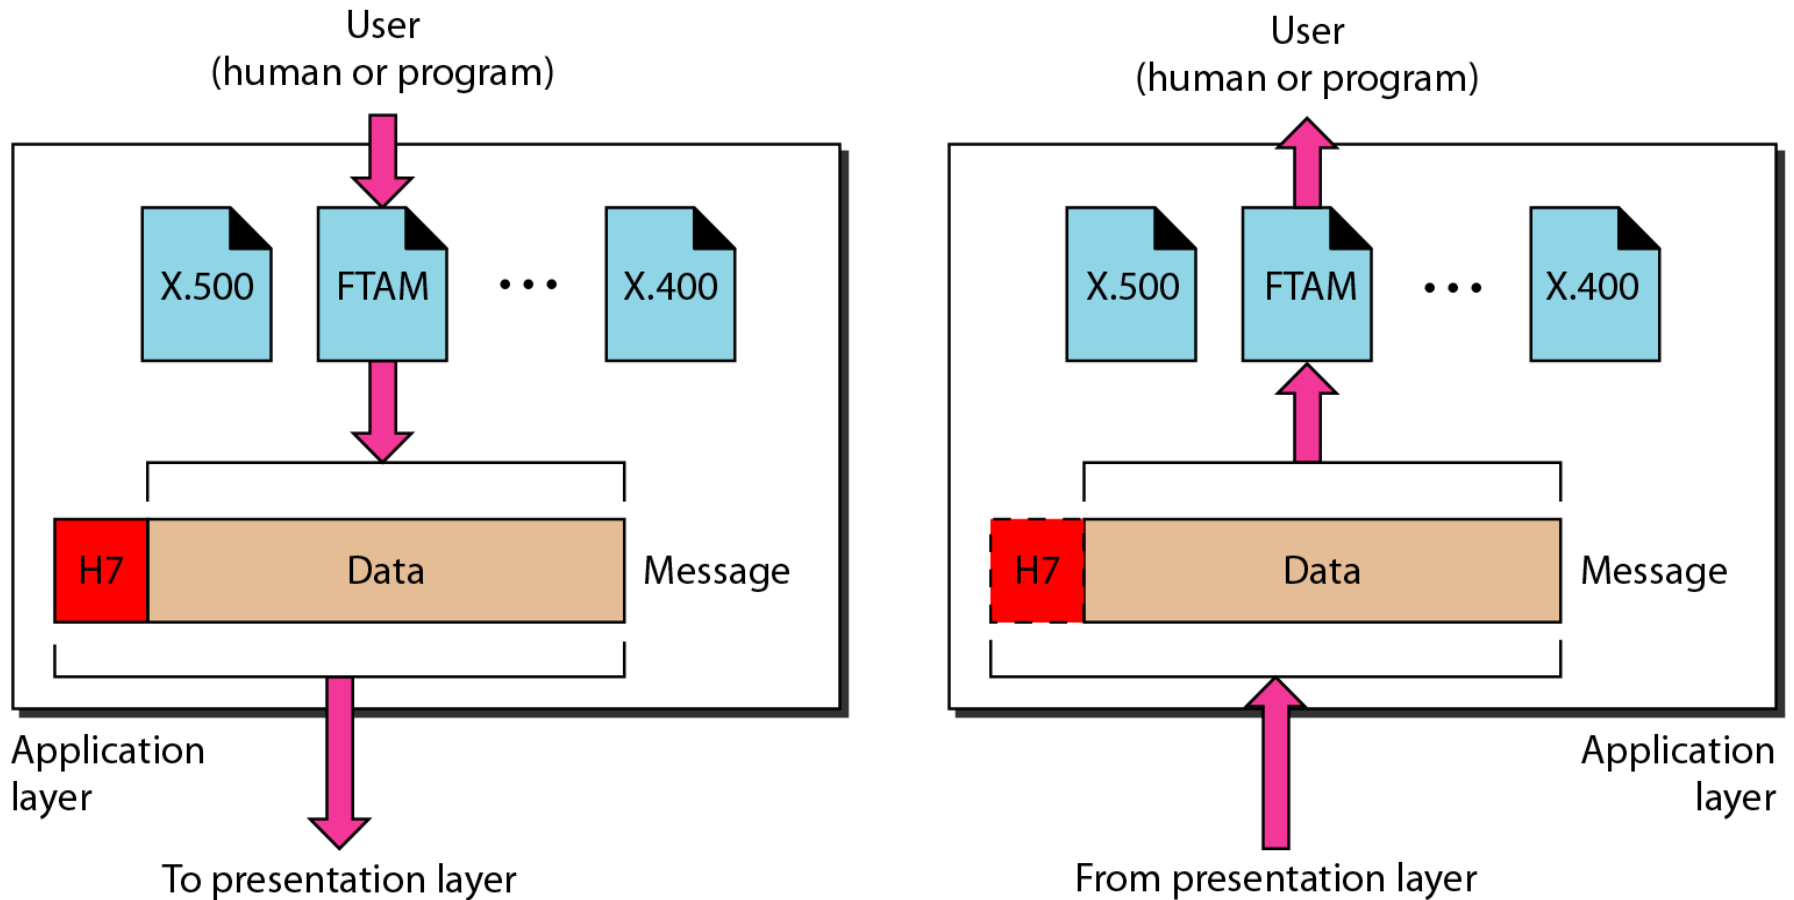 User
(human or program)
X.500
FTAM
...
X.400
H7
Data
Message
Application
layer
To presentation layer
User
(human or program)
X.500
FTAM
...
X.400
H7
Data
Message
Application
layer
From presentation layer